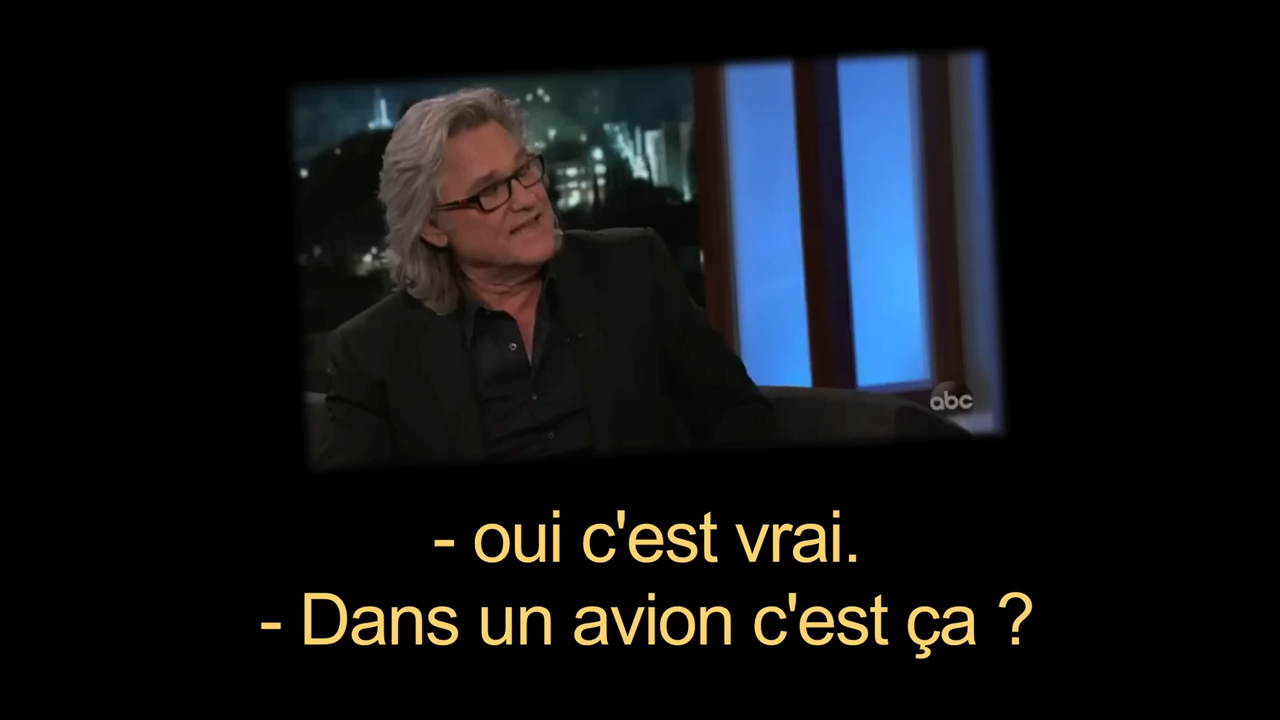 abc
- oui c'est vrai.
- Dans un avion c'est ça ?